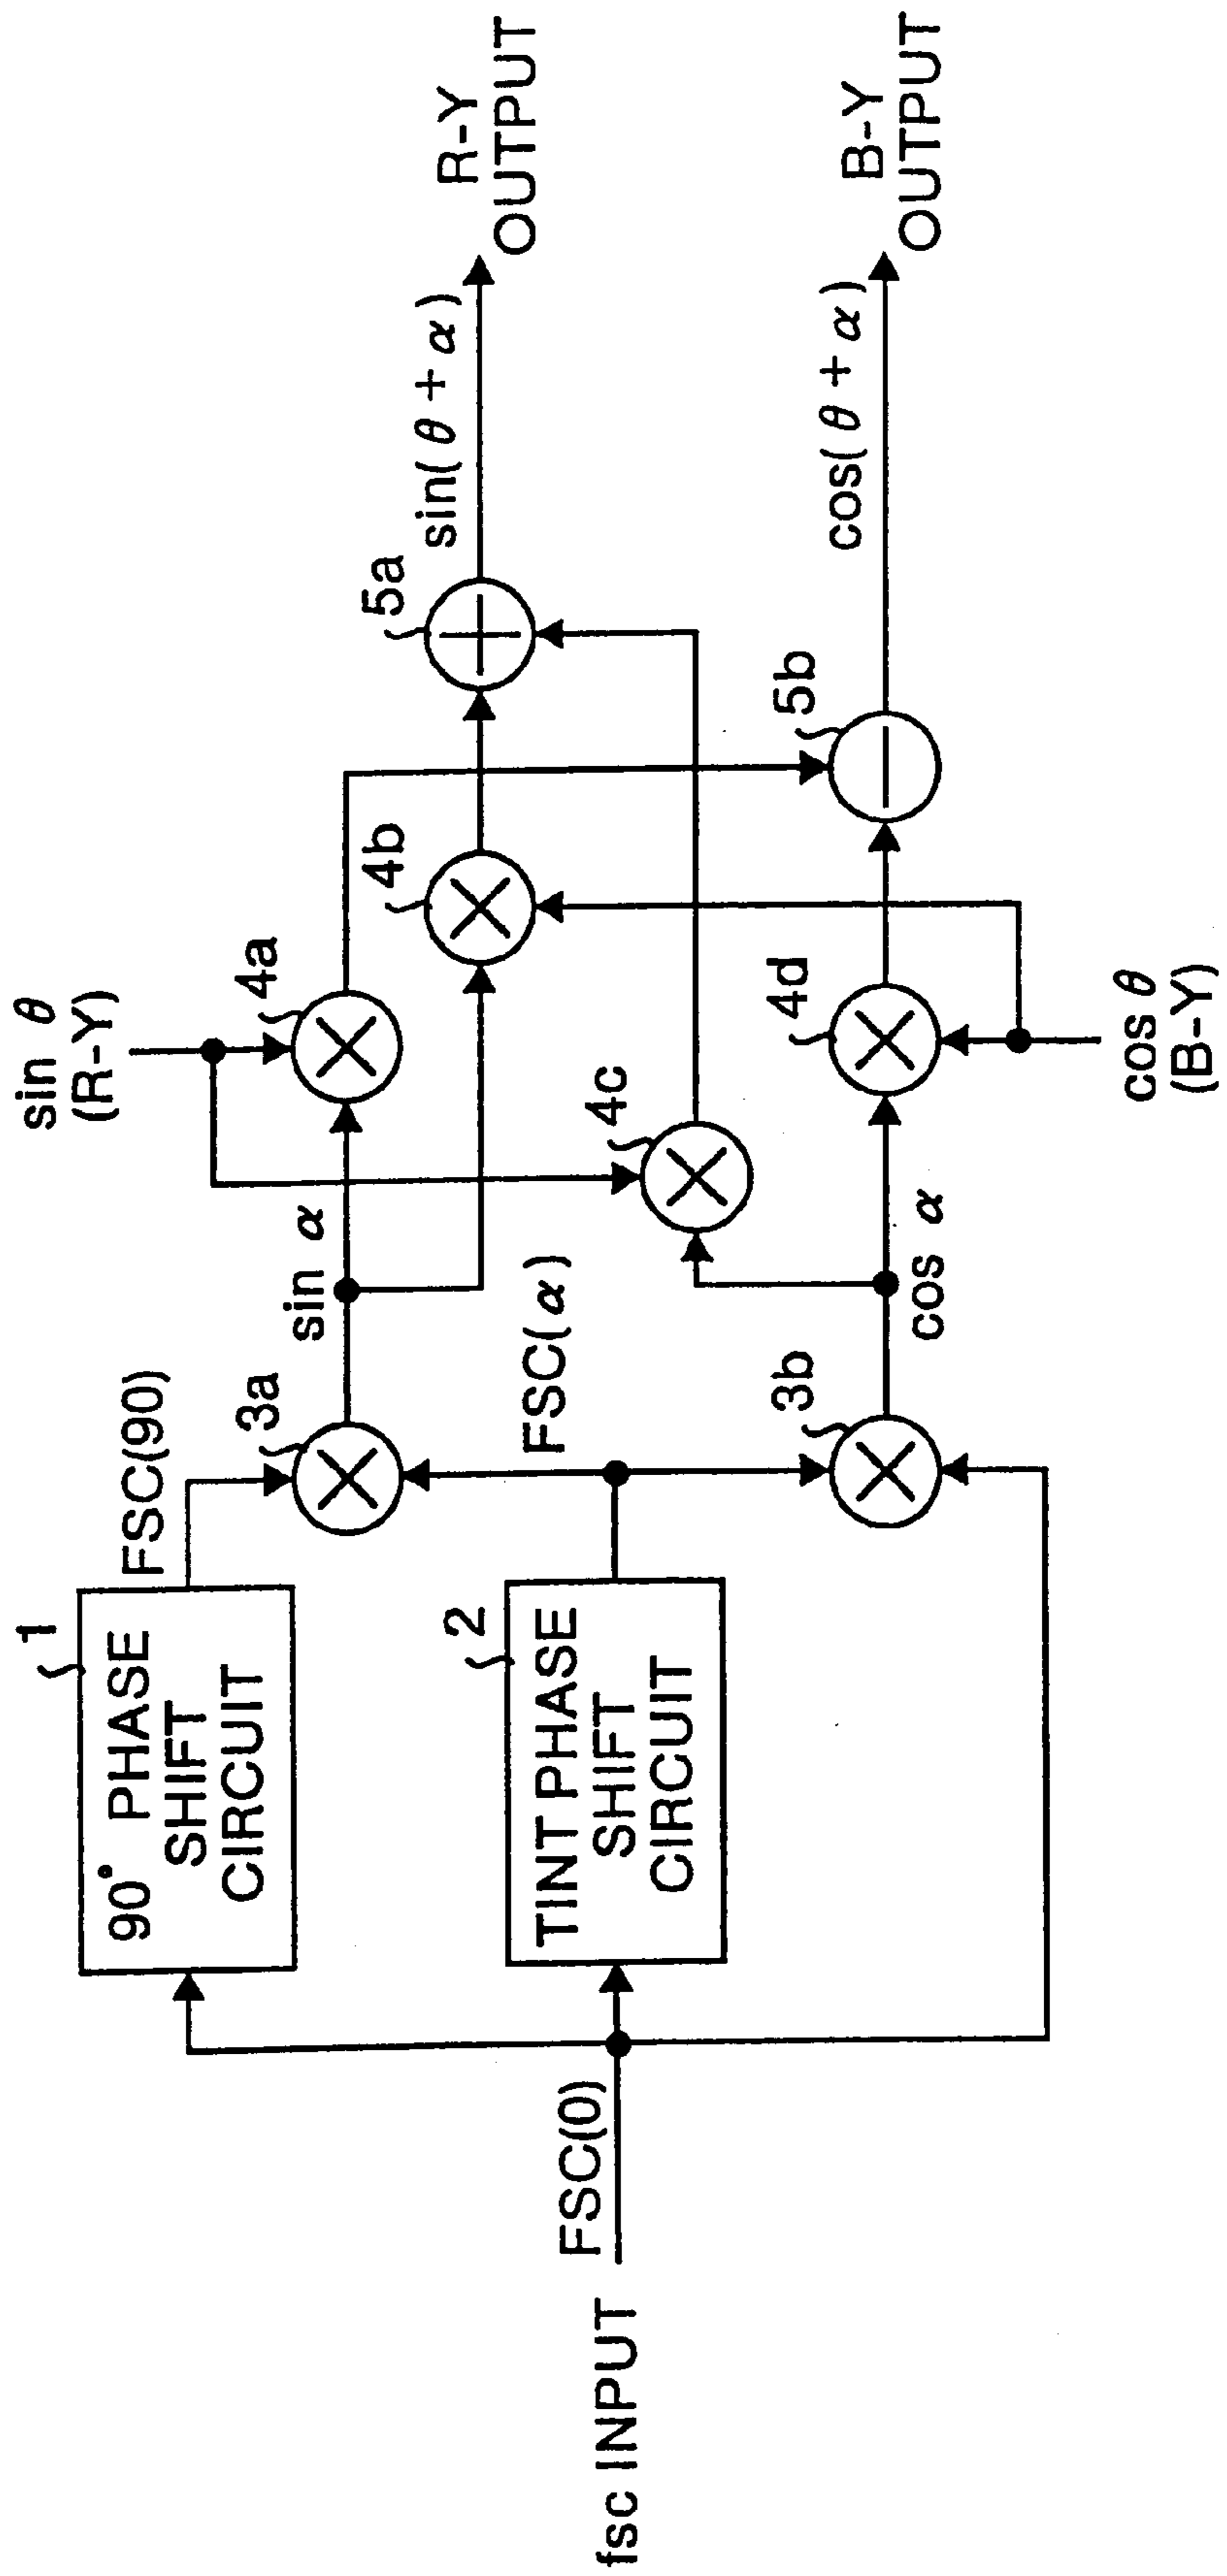 fsc INPUT
FSC(0)
1
90° PHASE
SHIFT
CIRCUIT
2
TINT PHASE
SHIFT
CIRCUIT
FSC(90)
3a
FSC(α)
3b
sin α
cos α
sin θ
(R-Y)
4a
4b
4c
4d
cos θ
(B-Y)
5a
5b
sin(θ + α)
cos(θ + α)
R-Y
OUTPUT
B-Y
OUTPUT